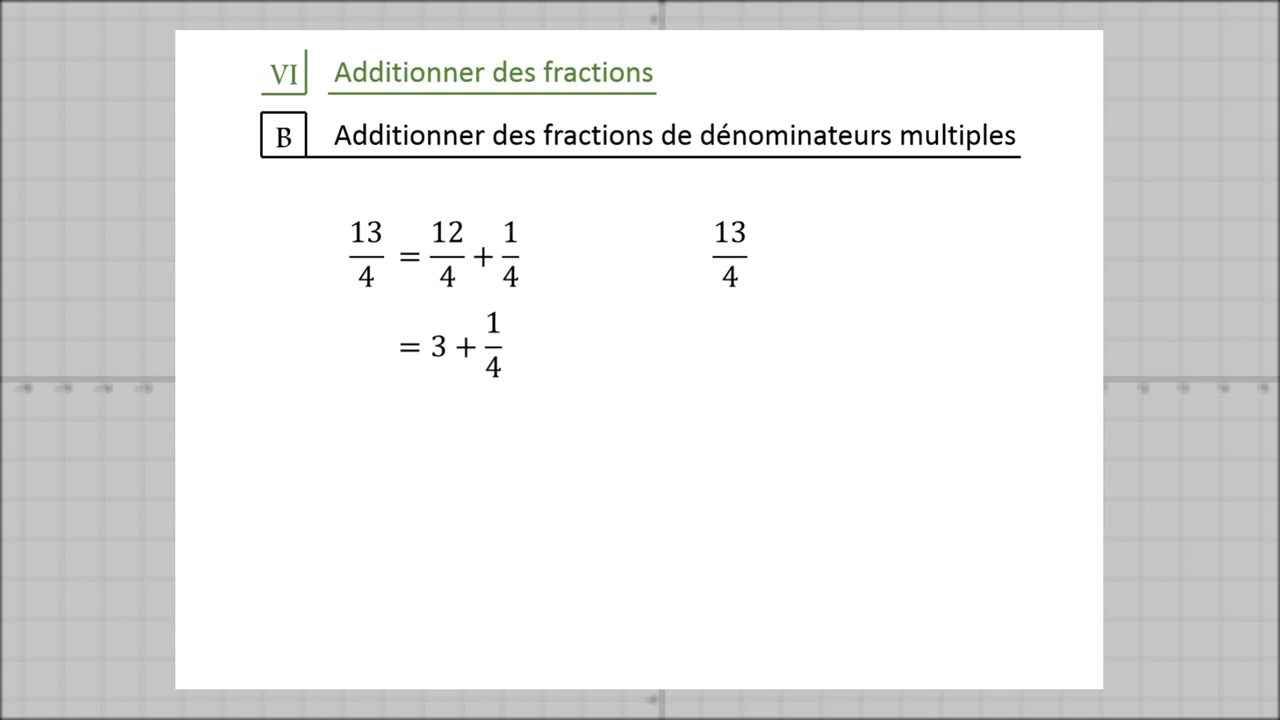 VI Additionner des fractions
B Additionner des fractions de dénominateurs multiples
13/4 = 12/4 + 1/4
13/4
= 3 + 1/4